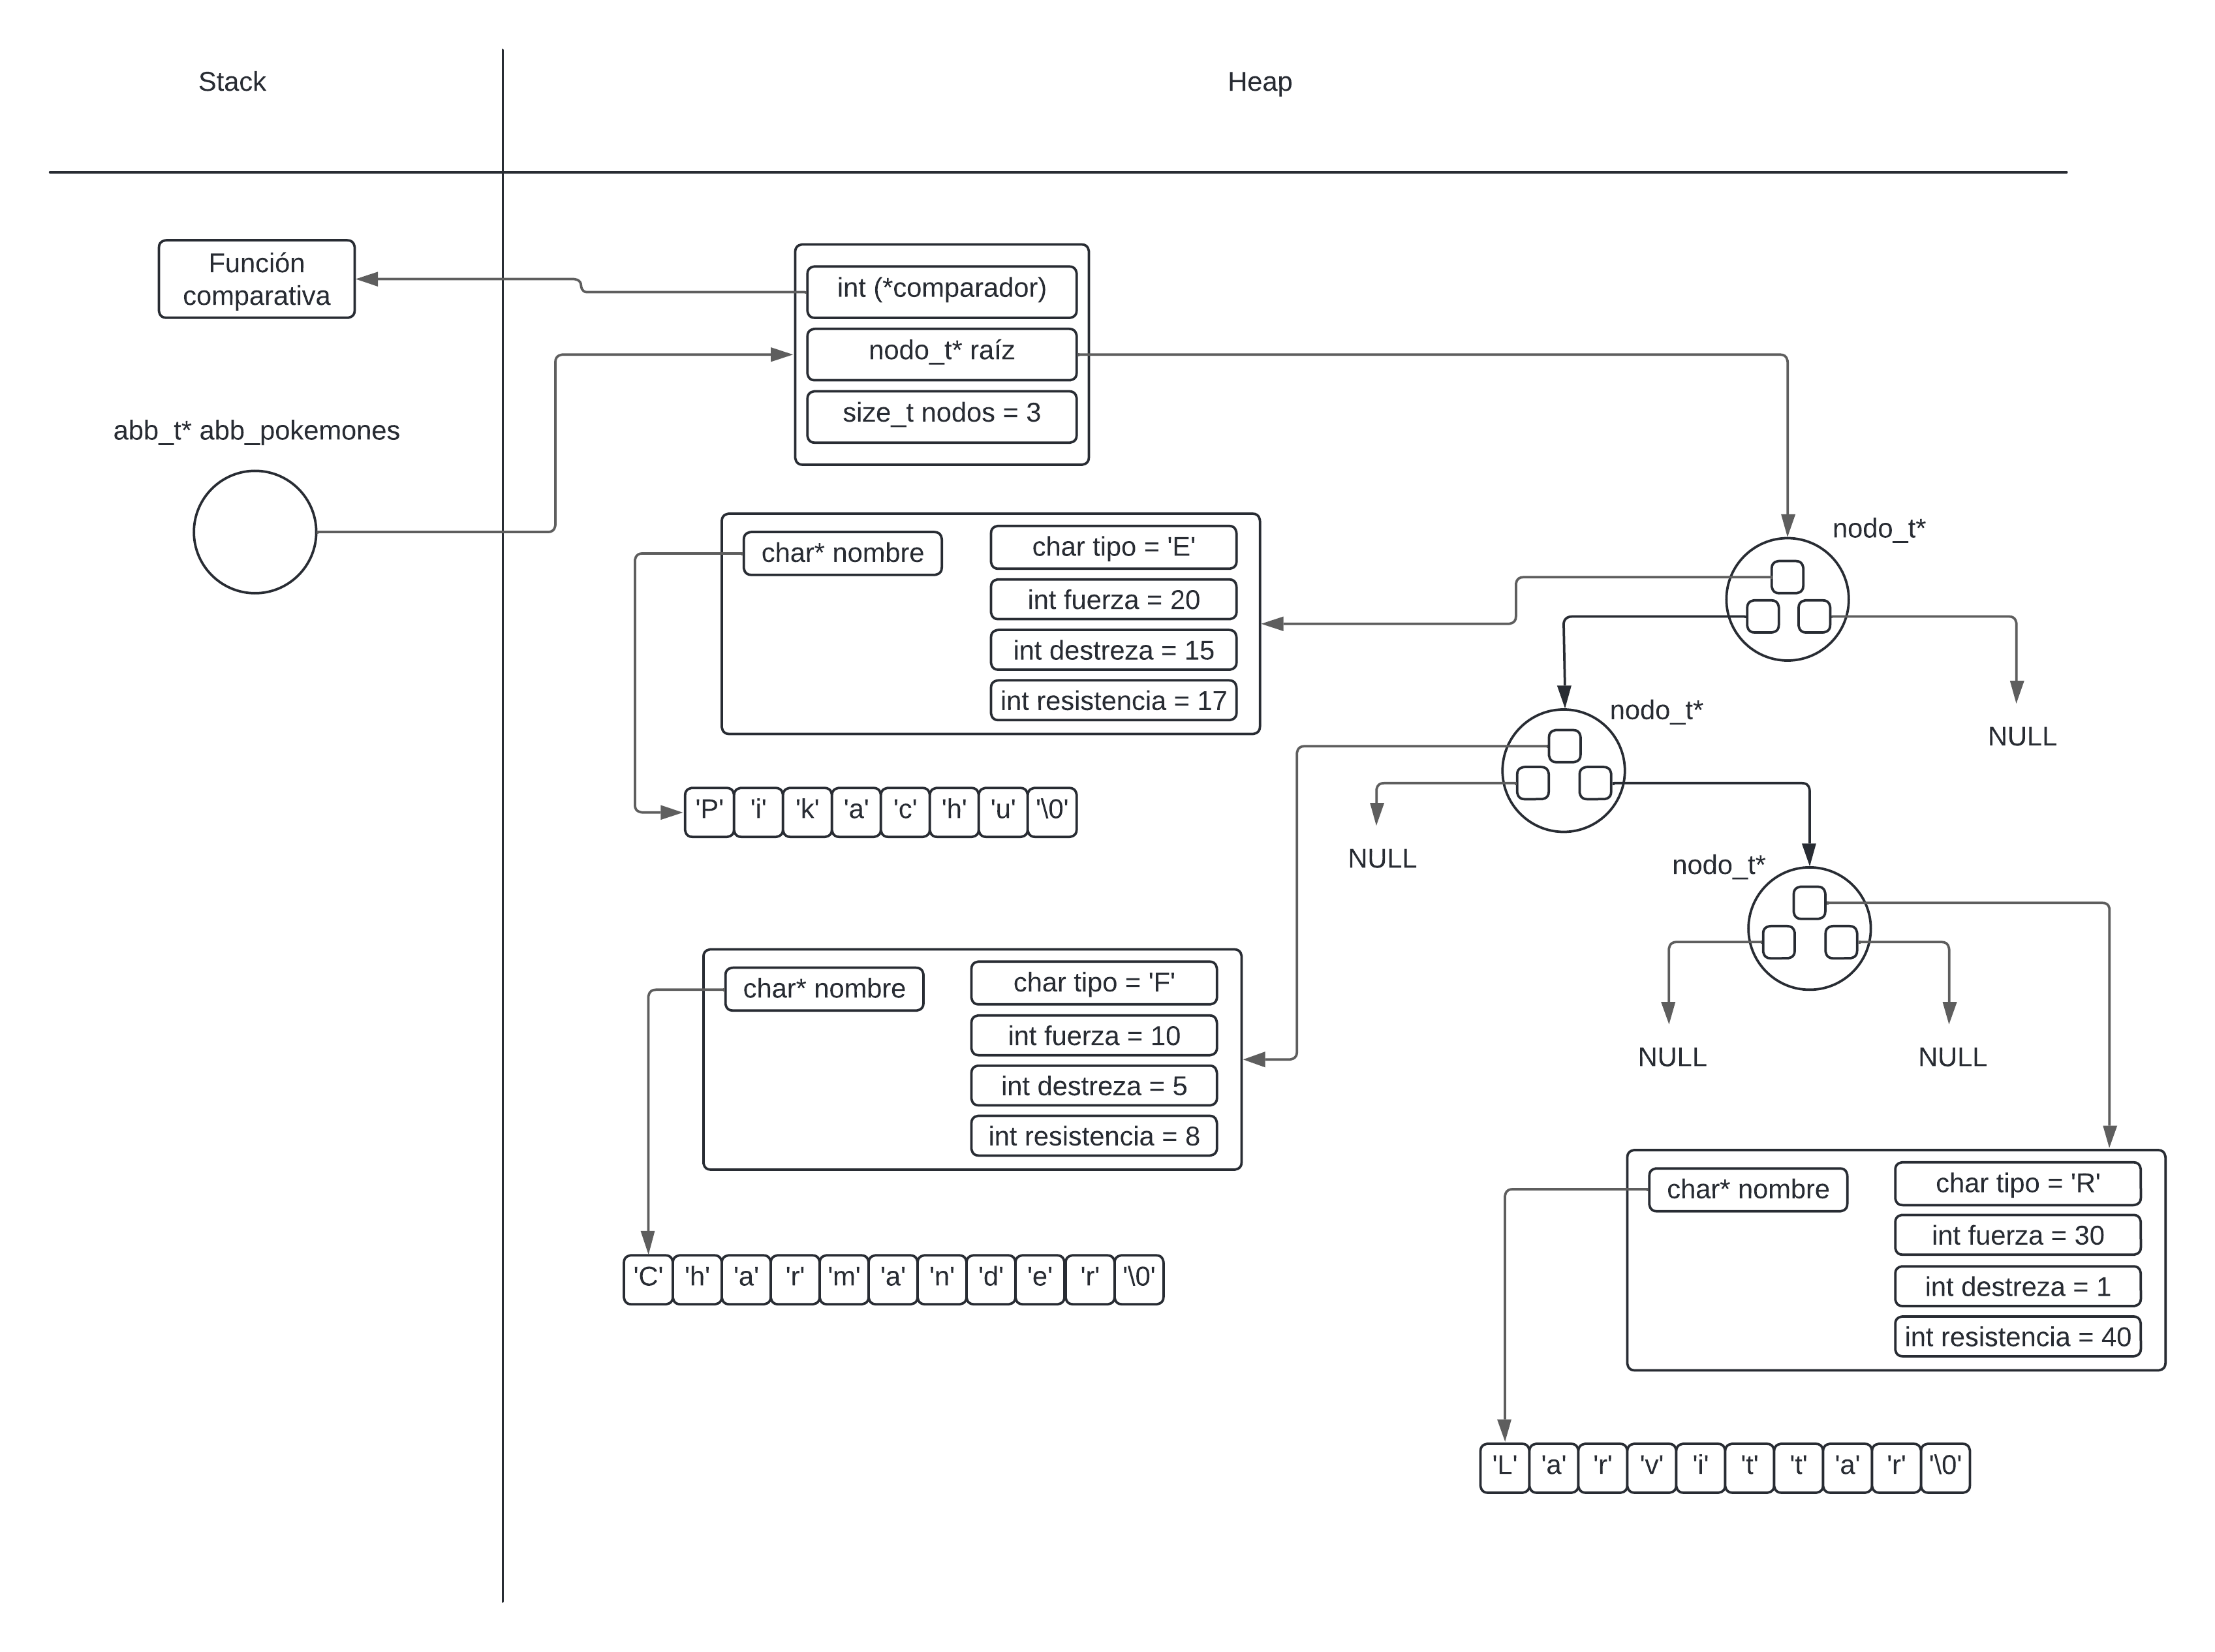 Stack
Heap
Función
comparativa
int (*comparador)
nodo_t* raíz
size_t nodos = 3
abb_t* abb_pokemones
nodo_t*
char* nombre
char tipo = 'E'
int fuerza = 20
int destreza = 15
int resistencia = 17
nodo_t*
NULL
'P' 'i' 'k' 'a' 'c' 'h' 'u' '\0'
NULL
nodo_t*
char* nombre
char tipo = 'F'
int fuerza = 10
int destreza = 5
int resistencia = 8
NULL
NULL
char* nombre
char tipo = 'R'
int fuerza = 30
int destreza = 1
int resistencia = 40
'C' 'h' 'a' 'r' 'm' 'a' 'n' 'd' 'e' 'r' '\0'
'L' 'a' 'r' 'v' 'i' 't' 't' 'a' 'r' '\0'